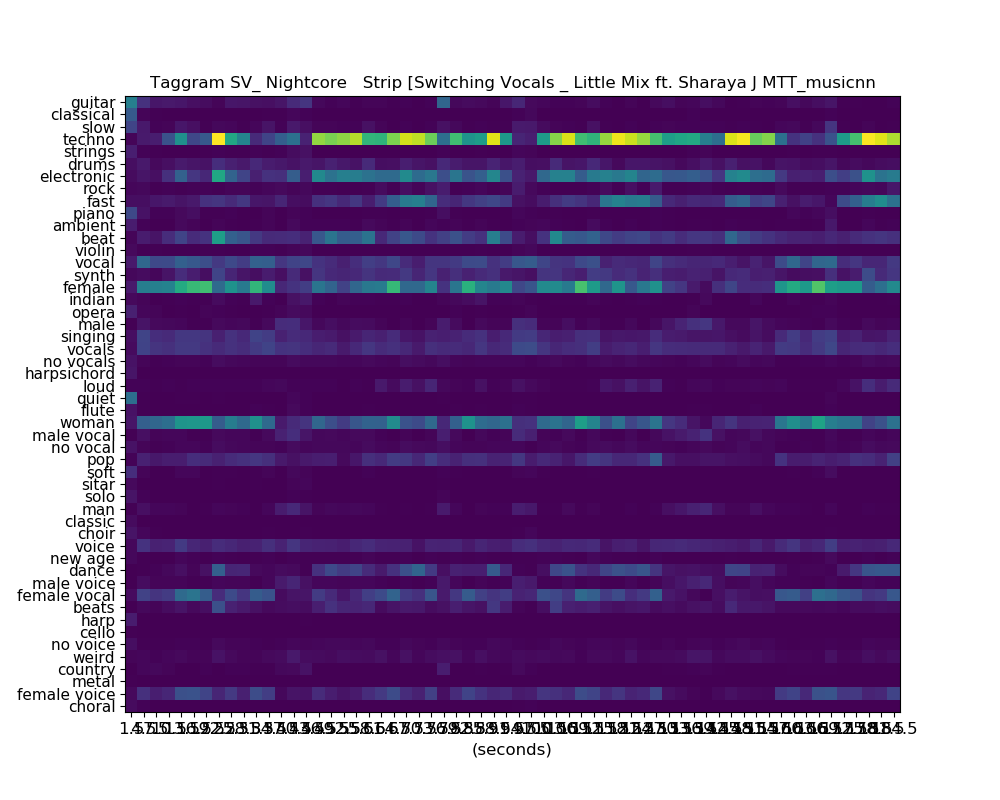 Taggram SV_ Nightcore   Strip [Switching Vocals _ Little Mix ft. Sharaya J MTT_musicnn
guitar
classical
slow
techno
strings
drums
electronic
rock
fast
piano
ambient
beat
violin
vocal
synth
female
indian
opera
male
singing
vocals
no vocals
harpsichord
loud
quiet
flute
woman
male vocal
no vocal
pop
soft
sitar
solo
man
classic
choir
voice
new age
dance
male voice
female vocal
beats
harp
cello
no voice
weird
country
metal
female voice
choral
(seconds)